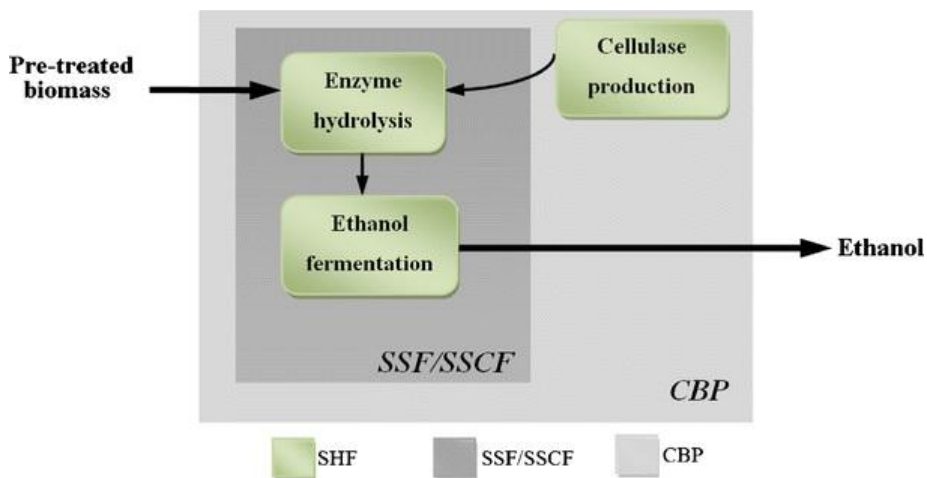 Pre-treated
biomass
Enzyme
hydrolysis
Cellulase
production
Ethanol
fermentation
Ethanol
SSF/SSCF
CBP
SHF
SSF/SSCF
CBP